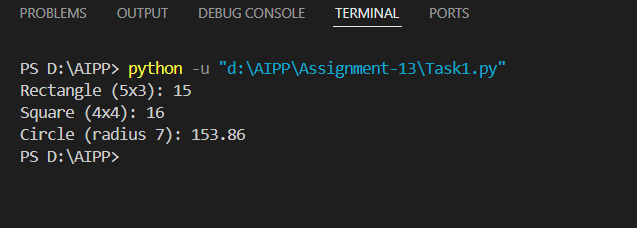 PROBLEMS OUTPUT DEBUG CONSOLE TERMINAL PORTS
PS D:\AIPP> python -u "d:\AIPP\Assignment-13\Task1.py"
Rectangle (5x3): 15
Square (4x4): 16
Circle (radius 7): 153.86
PS D:\AIPP>